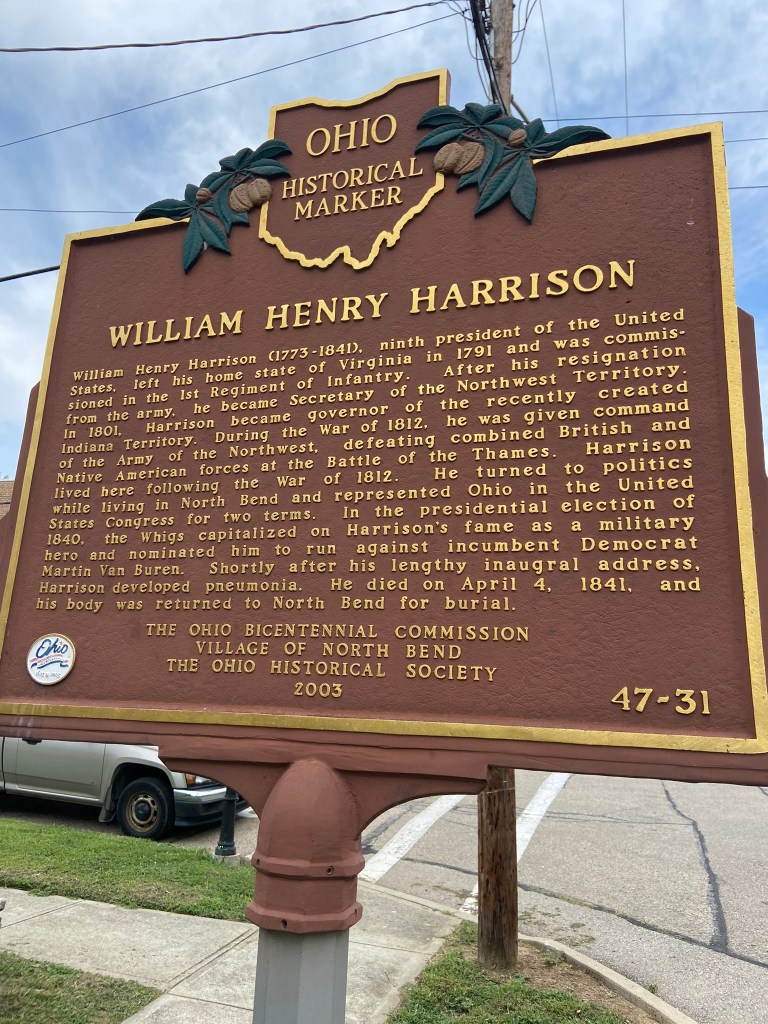 OHIO
HISTORICAL
MARKER
WILLIAM HENRY HARRISON
William Henry Harrison (1773-1841), ninth president of the United
States, left his home state of Virginia in 1791 and was commis-
sioned in the 1st Regiment of Infantry. After his resignation
from the army, he became Secretary of the Northwest Territory.
In 1801, Harrison became governor of the recently created
Indiana Territory. During the War of 1812, he was given command
of the Army of the Northwest, defeating combined British and
Native American forces at the Battle of the Thames. Harrison
lived here following the War of 1812. He turned to politics
while living in North Bend and represented Ohio in the United
States Congress for two terms. In the presidential election of
1840, the Whigs capitalized on Harrison's fame as a military
hero and nominated him to run against incumbent Democrat
Martin Van Buren. Shortly after his lengthy inaugral address,
Harrison developed pneumonia. He died on April 4, 1841, and
his body was returned to North Bend for burial.
THE OHIO BICENTENNIAL COMMISSION
VILLAGE OF NORTH BEND
THE OHIO HISTORICAL SOCIETY
2003
47-31
Ohio